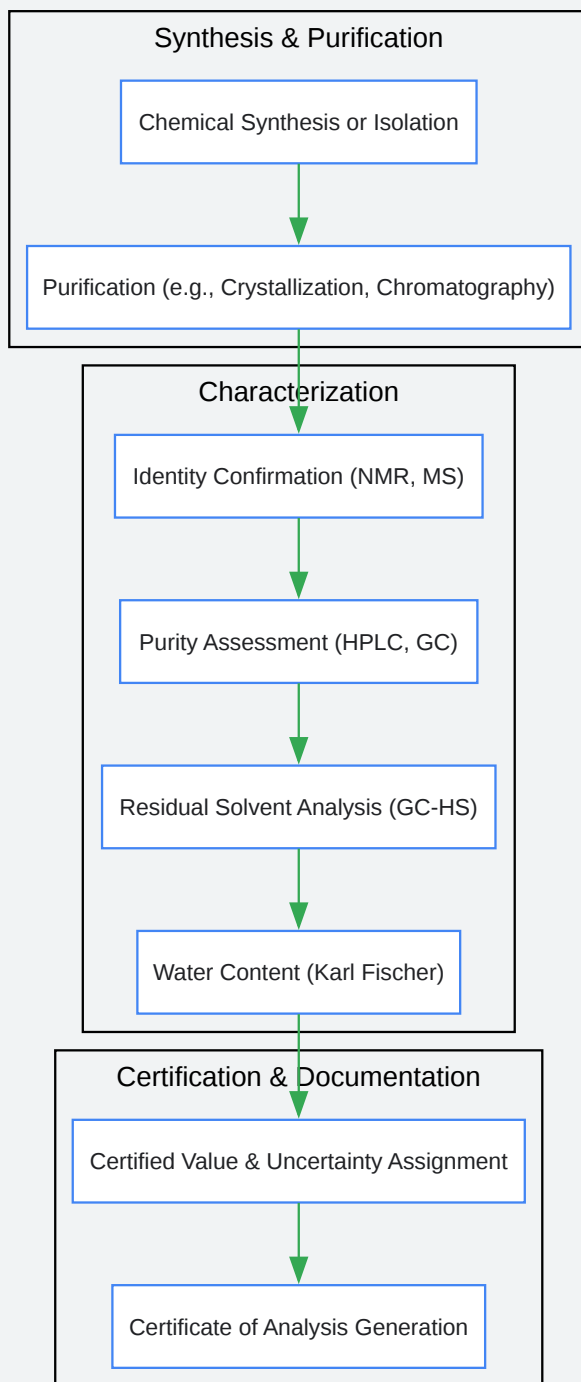 Synthesis & Purification
Chemical Synthesis or Isolation
Purification (e.g., Crystallization, Chromatography)
Characterization
Identity Confirmation (NMR, MS)
Purity Assessment (HPLC, GC)
Residual Solvent Analysis (GC-HS)
Water Content (Karl Fischer)
Certification & Documentation
Certified Value & Uncertainty Assignment
Certificate of Analysis Generation